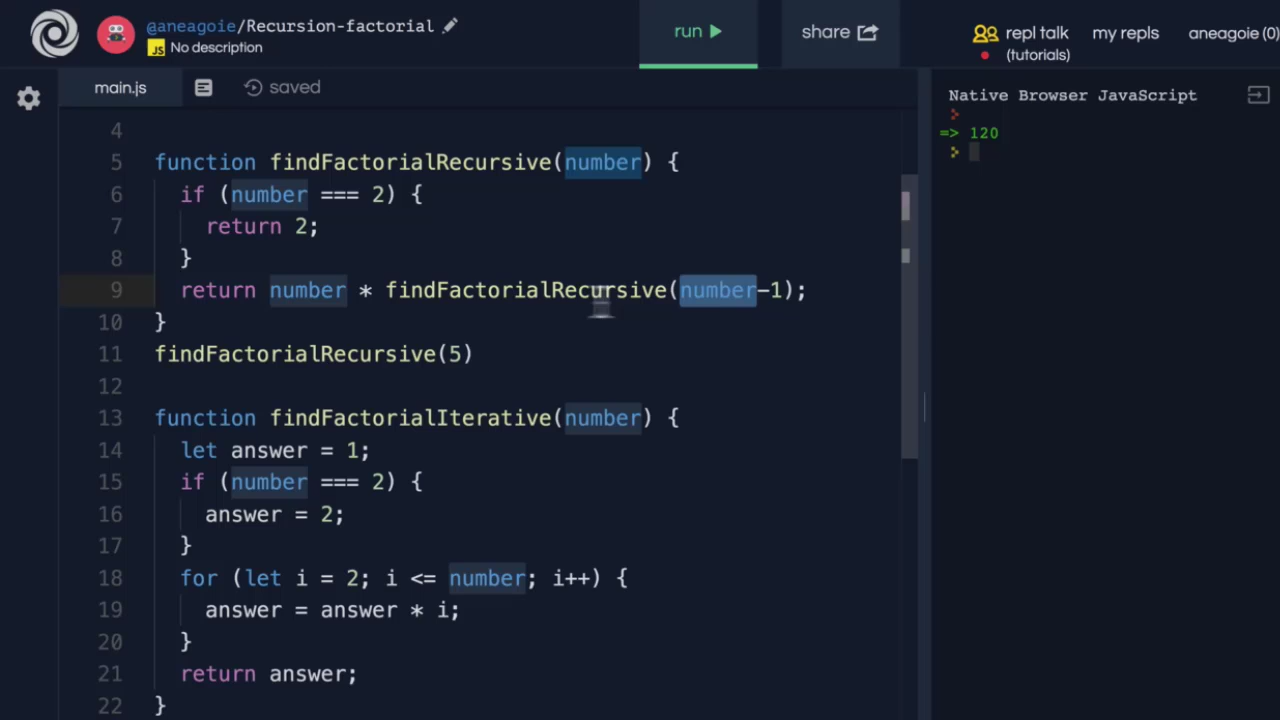 @aneagoie/Recursion-factorial
JS No description
run
share
repl talk
(tutorials)
my repls
aneagoie (0)
main.js
saved
4
5 function findFactorialRecursive(number) {
6 if (number === 2) {
7 return 2;
8 }
9 return number * findFactorialRecursive(number-1);
10 }
11 findFactorialRecursive(5)
12
13 function findFactorialIterative(number) {
14 let answer = 1;
15 if (number === 2) {
16 answer = 2;
17 }
18 for (let i = 2; i <= number; i++) {
19 answer = answer * i;
20 }
21 return answer;
22 }
Native Browser JavaScript
>
=> 120
>